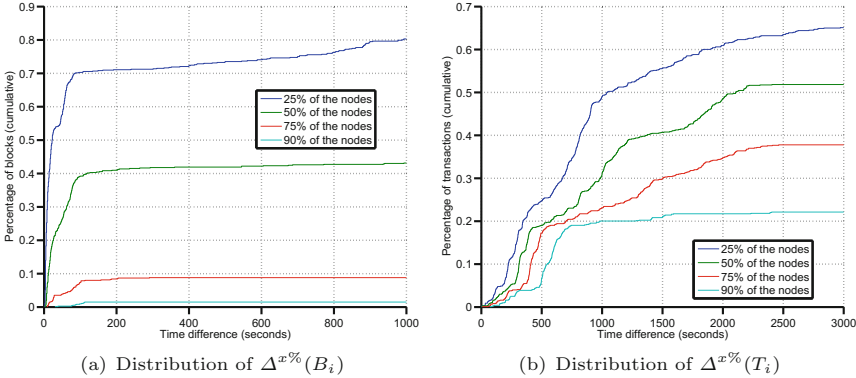 Percentage of blocks (cumulative)
0.9
0.8
0.7
0.6
0.5
0.4
0.3
0.2
0.1
0
25% of the nodes
50% of the nodes
75% of the nodes
90% of the nodes
0 200 400 600 800 1000
Time difference (seconds)
(a) Distribution of Δ^{x%}(B_i)
Percentage of transactions (cumulative)
0.7
0.6
0.5
0.4
0.3
0.2
0.1
0
25% of the nodes
50% of the nodes
75% of the nodes
90% of the nodes
0 500 1000 1500 2000 2500 3000
Time difference (seconds)
(b) Distribution of Δ^{x%}(T_i)